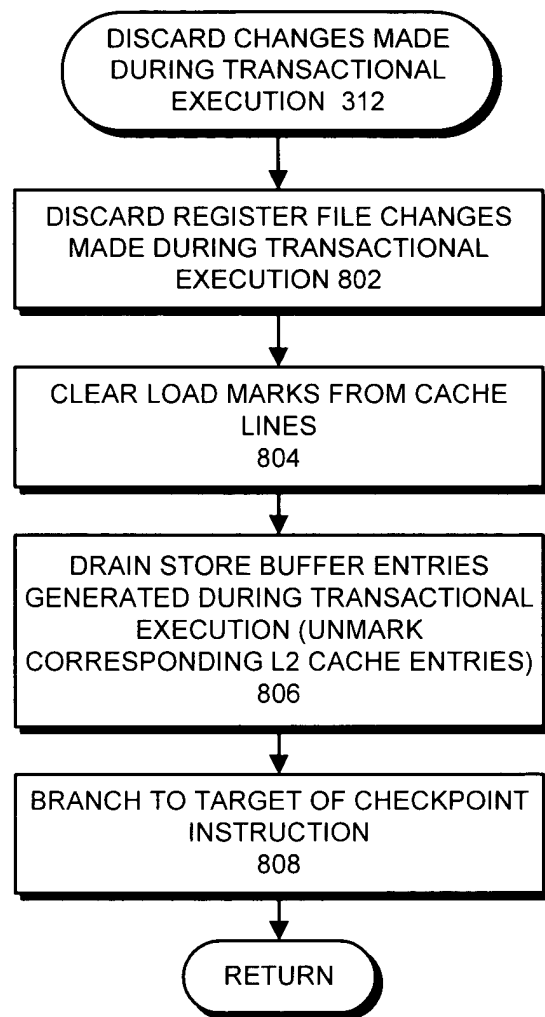 DISCARD CHANGES MADE
DURING TRANSACTIONAL
EXECUTION 312
DISCARD REGISTER FILE CHANGES
MADE DURING TRANSACTIONAL
EXECUTION 802
CLEAR LOAD MARKS FROM CACHE
LINES
804
DRAIN STORE BUFFER ENTRIES
GENERATED DURING TRANSACTIONAL
EXECUTION (UNMARK
CORRESPONDING L2 CACHE ENTRIES)
806
BRANCH TO TARGET OF CHECKPOINT
INSTRUCTION
808
RETURN